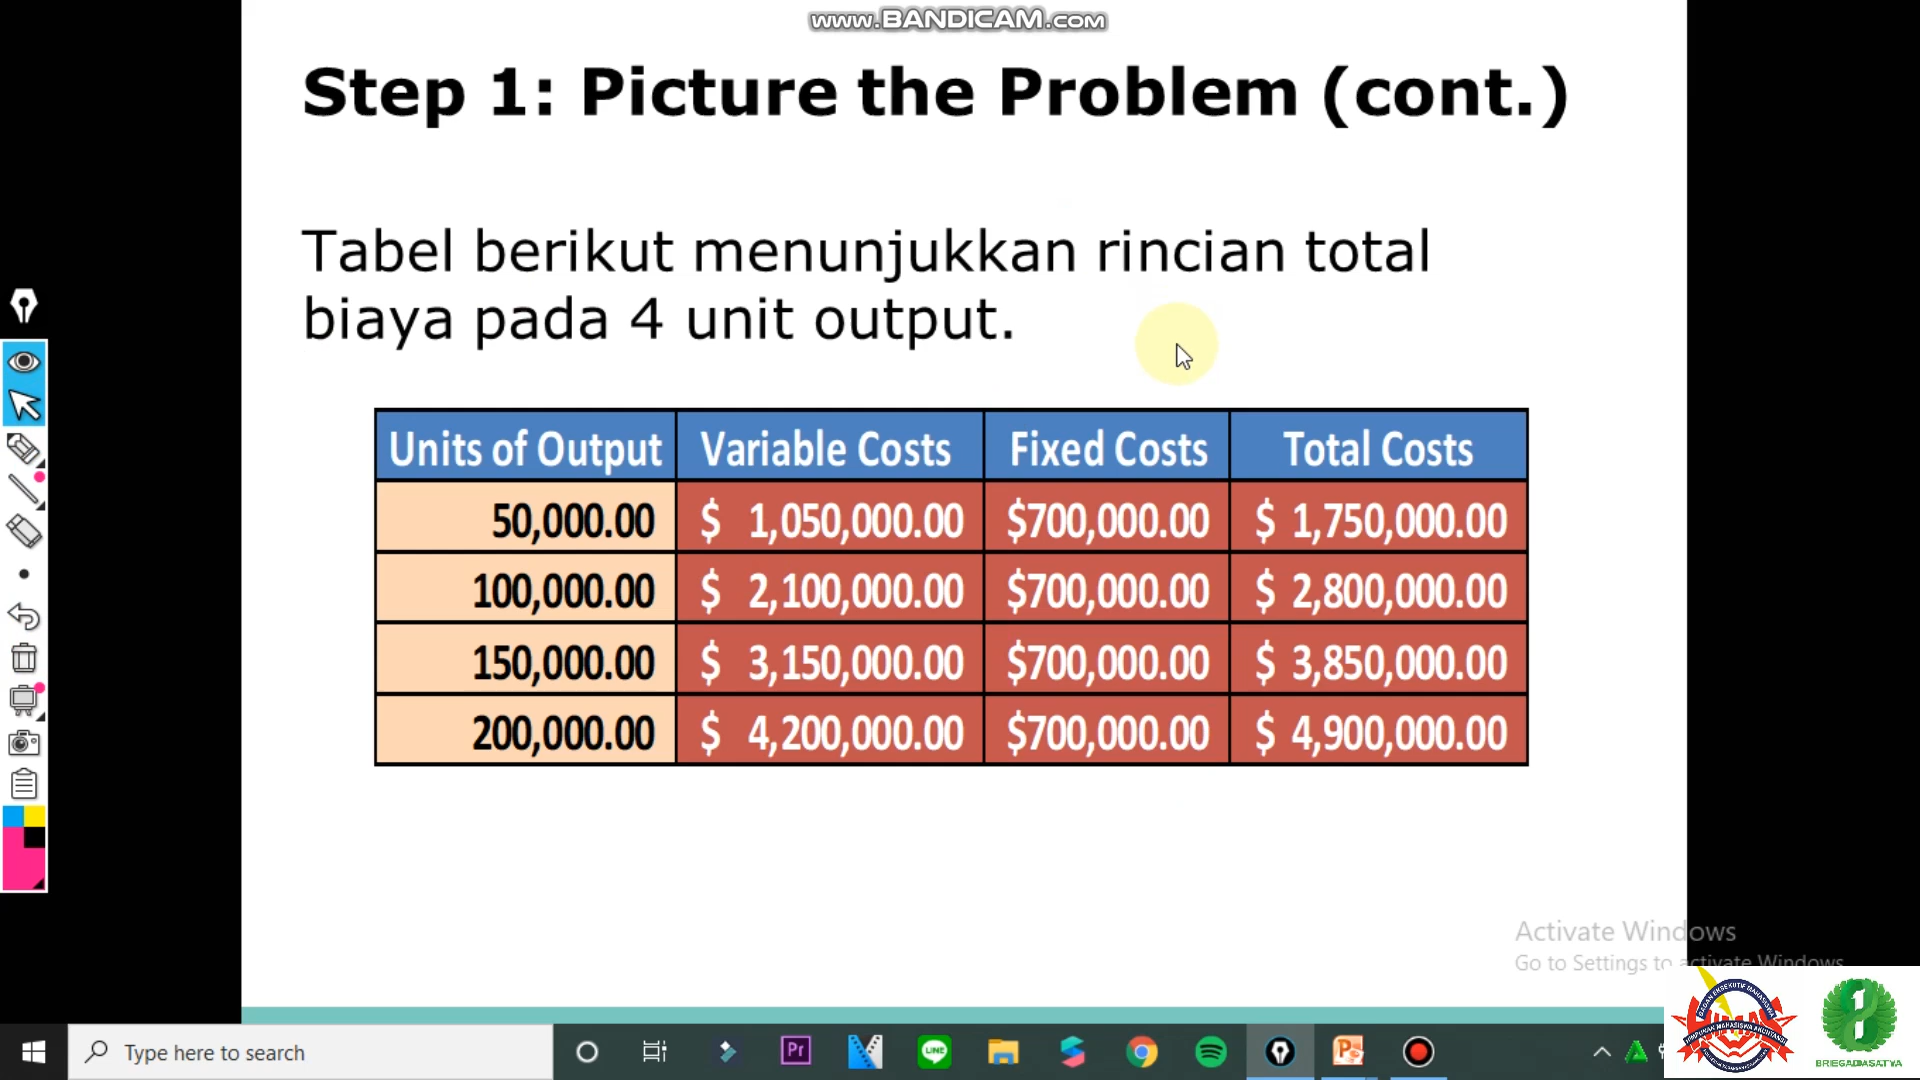 www.BANDICAM.com
Step 1: Picture the Problem (cont.)
Tabel berikut menunjukkan rincian total
biaya pada 4 unit output.
Units of Output Variable Costs Fixed Costs Total Costs
50,000.00 $ 1,050,000.00 $700,000.00 $ 1,750,000.00
100,000.00 $ 2,100,000.00 $700,000.00 $ 2,800,000.00
150,000.00 $ 3,150,000.00 $700,000.00 $ 3,850,000.00
200,000.00 $ 4,200,000.00 $700,000.00 $ 4,900,000.00
Activate Windows
Go to Settings to activate Windows.
BRIEGADIASATYA
Type here to search
Pr
LINE